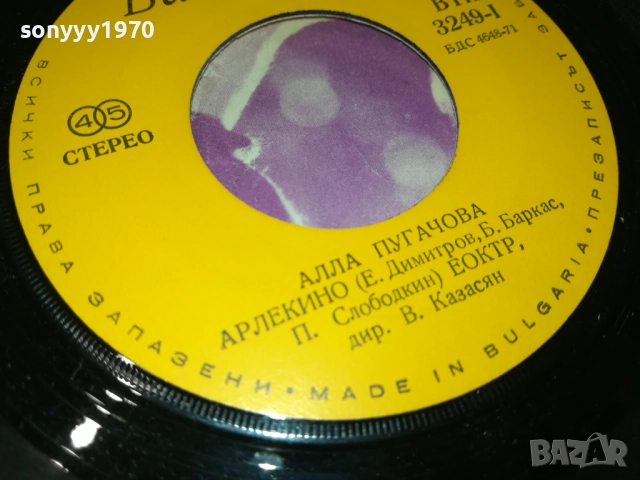 sonyyy1970
3249-I
БДС 4648-71
45
СТЕРЕО
АЛЛА ПУГАЧОВА
АРЛЕКИНО (Е. Димитров, Б. Баркас,
П. Слободкин) ЕОКТР,
дир. В. Казасян
ВСИЧКИ ПРАВА ЗАПАЗЕНИ • MADE IN BULGARIA • ПРЕЗАПИСЪТ
BAZAR